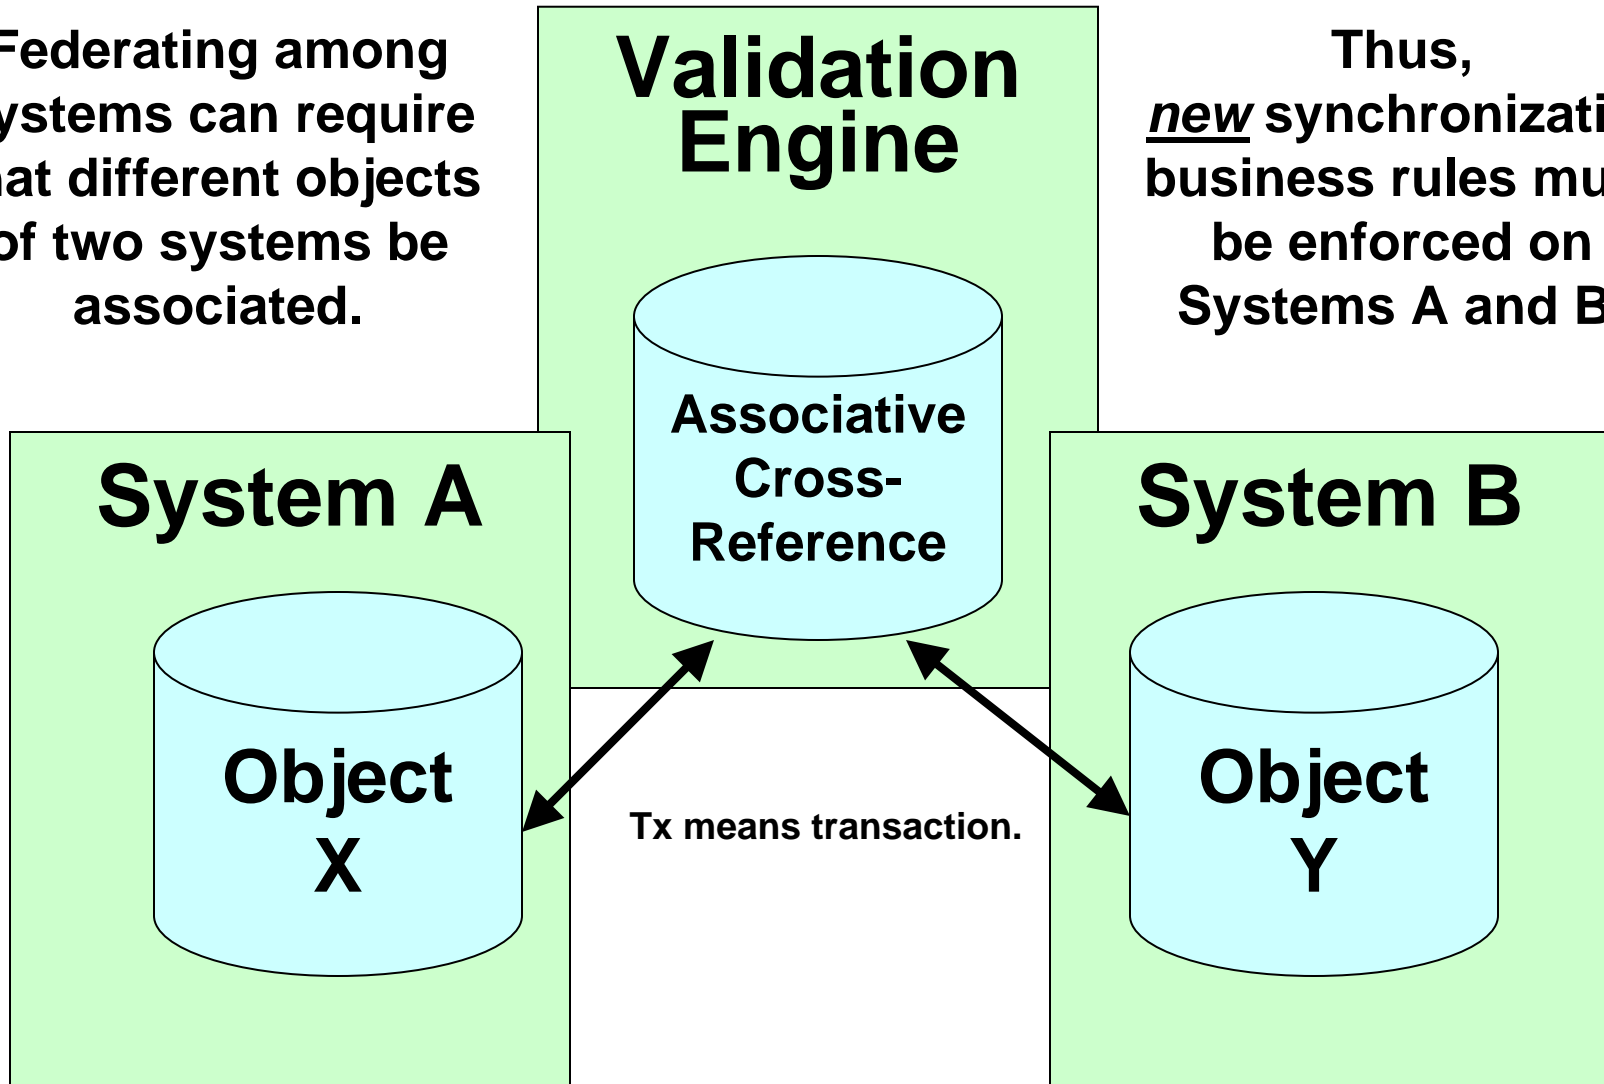 Federating among
ystems can require
at different objects
of two systems be
associated.
Validation
Engine
Thus,
new synchronizati
business rules mu
be enforced on
Systems A and B
Associative
Cross-
Reference
System A
System B
Object
X
Object
Y
Tx means transaction.